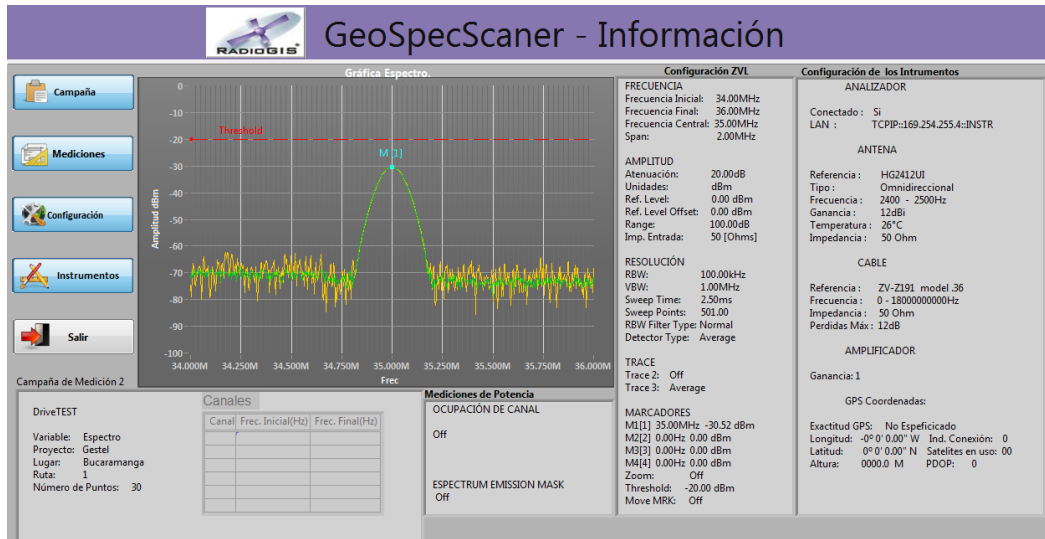 RADIOGIS
GeoSpecScaner - Información
Campaña
Mediciones
Configuración
Instrumentos
Salir
Gráfica Espectro.
Amplitud dBm
0
-10
-20
-30
-40
-50
-60
-70
-80
-90
-100
Threshold
M [1]
34.000M 34.250M 34.500M 34.750M 35.000M 35.250M 35.500M 35.750M 36.000M
Frec
Configuración ZVL
FRECUENCIA
Frecuencia Inicial: 34.00MHz
Frecuencia Final: 36.00MHz
Frecuencia Central: 35.00MHz
Span: 2.00MHz
AMPLITUD
Atenuación: 20.00dB
Unidades: dBm
Ref. Level: 0.00 dBm
Ref. Level Offset: 0.00 dBm
Range: 100.00dB
Imp. Entrada: 50 [Ohms]
RESOLUCIÓN
RBW: 100.00kHz
VBW: 1.00MHz
Sweep Time: 2.50ms
Sweep Points: 501.00
RBW Filter Type: Normal
Detector Type: Average
TRACE
Trace 2: Off
Trace 3: Average
MARCADORES
M1[1] 35.00MHz -30.52 dBm
M2[2] 0.00Hz 0.00 dBm
M3[3] 0.00Hz 0.00 dBm
M4[4] 0.00Hz 0.00 dBm
Zoom: Off
Threshold: -20.00 dBm
Move MRK: Off
Configuración de los Intrumentos
ANALIZADOR
Conectado : Si
LAN : TCPIP::169.254.255.4::INSTR
ANTENA
Referencia : HG2412UI
Tipo : Omnidireccional
Frecuencia : 2400 - 2500Hz
Ganancia : 12dBi
Temperatura : 26°C
Impedancia : 50 Ohm
CABLE
Referencia : ZV-Z191 model .36
Frecuencia : 0 - 18000000000Hz
Impedancia : 50 Ohm
Perdidas Máx : 12dB
AMPLIFICADOR
Ganancia: 1
GPS Coordenadas:
Exactitud GPS: No Espeficicado
Longitud: -0º 0' 0.00" W Ind. Conexión: 0
Latitud: 0º 0' 0.00" N Satelites en uso: 00
Altura: 0000.0 M PDOP: 0
Campaña de Medición 2
DriveTEST
Variable: Espectro
Proyecto: Gestel
Lugar: Bucaramanga
Ruta: 1
Número de Puntos: 30
Canales
Canal Frec. Inicial(Hz) Frec. Final(Hz)
Mediciones de Potencia
OCUPACIÓN DE CANAL
Off
ESPECTRUM EMISSION MASK
Off